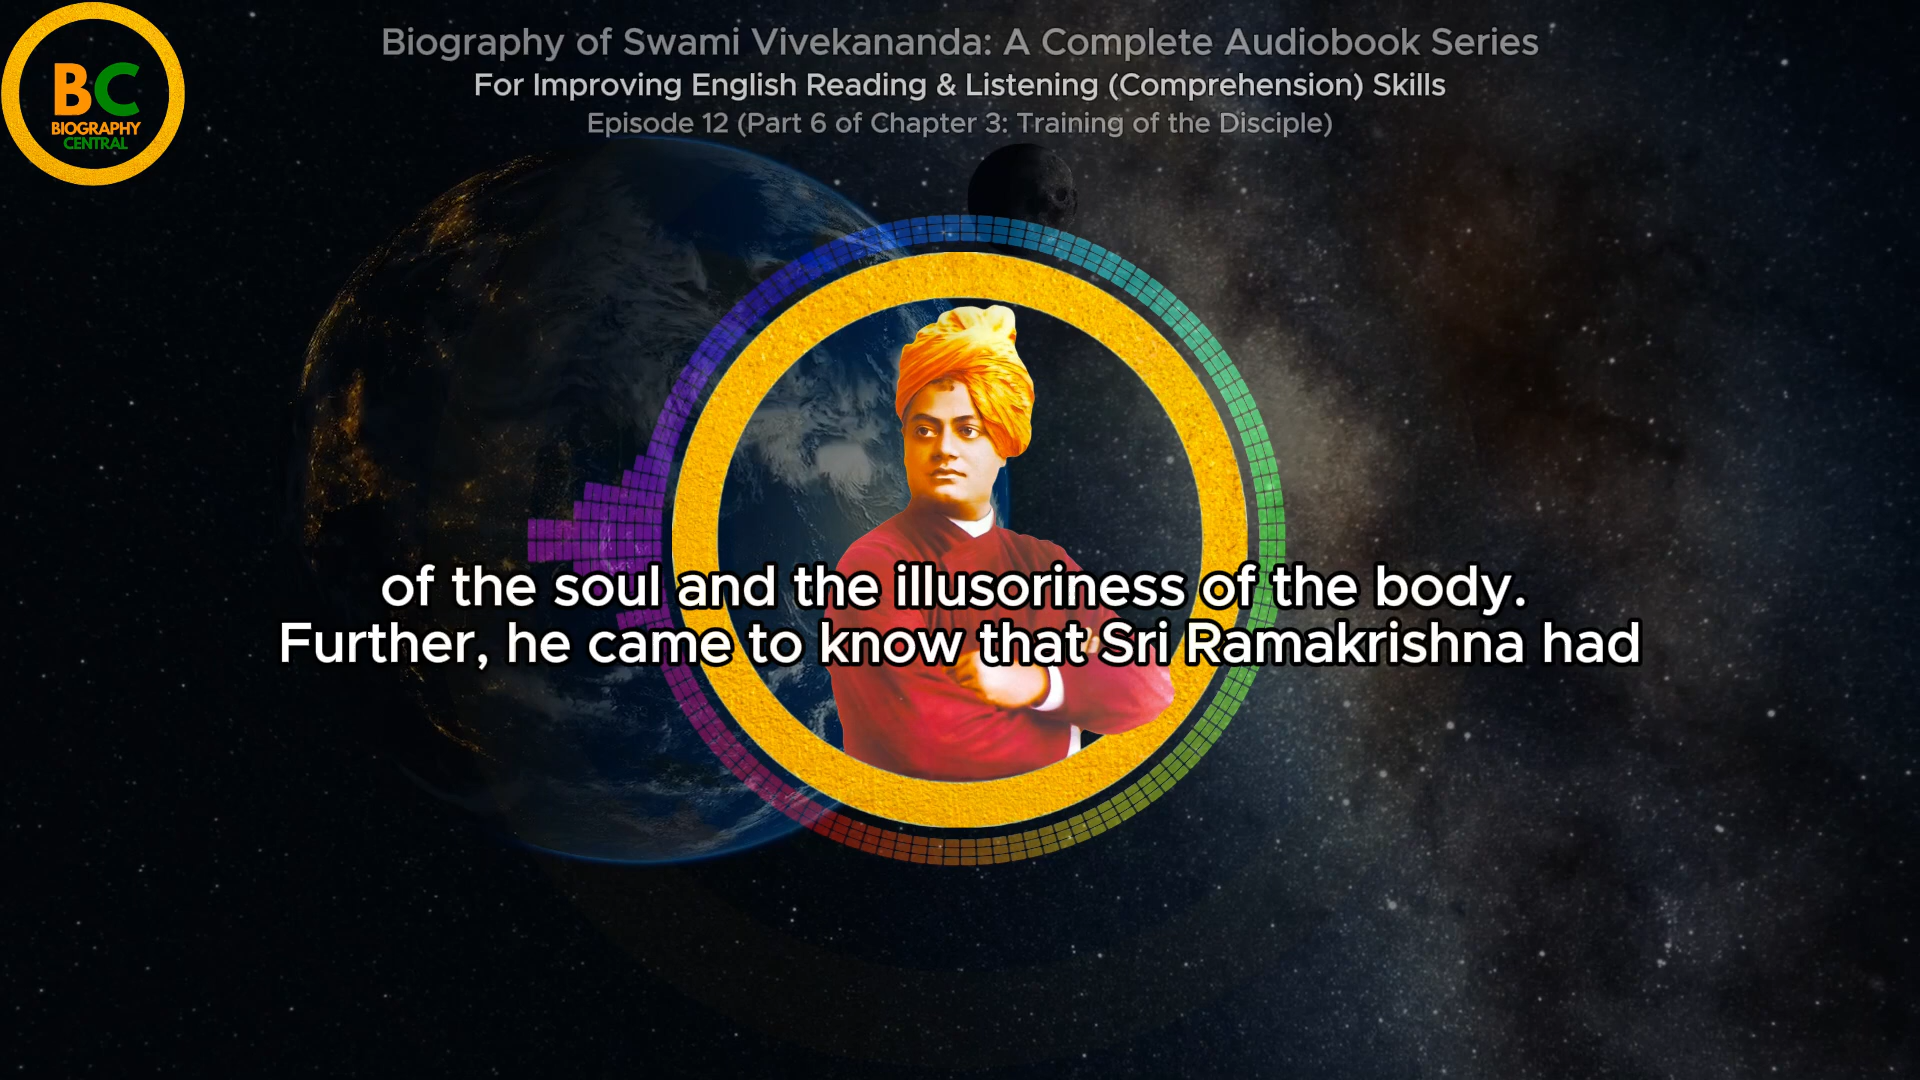 BC
BIOGRAPHY
CENTRAL
Biography of Swami Vivekananda: A Complete Audiobook Series
For Improving English Reading & Listening (Comprehension) Skills
Episode 12 (Part 6 of Chapter 3: Training of the Disciple)
of the soul and the illusoriness of the body.
Further, he came to know that Sri Ramakrishna had